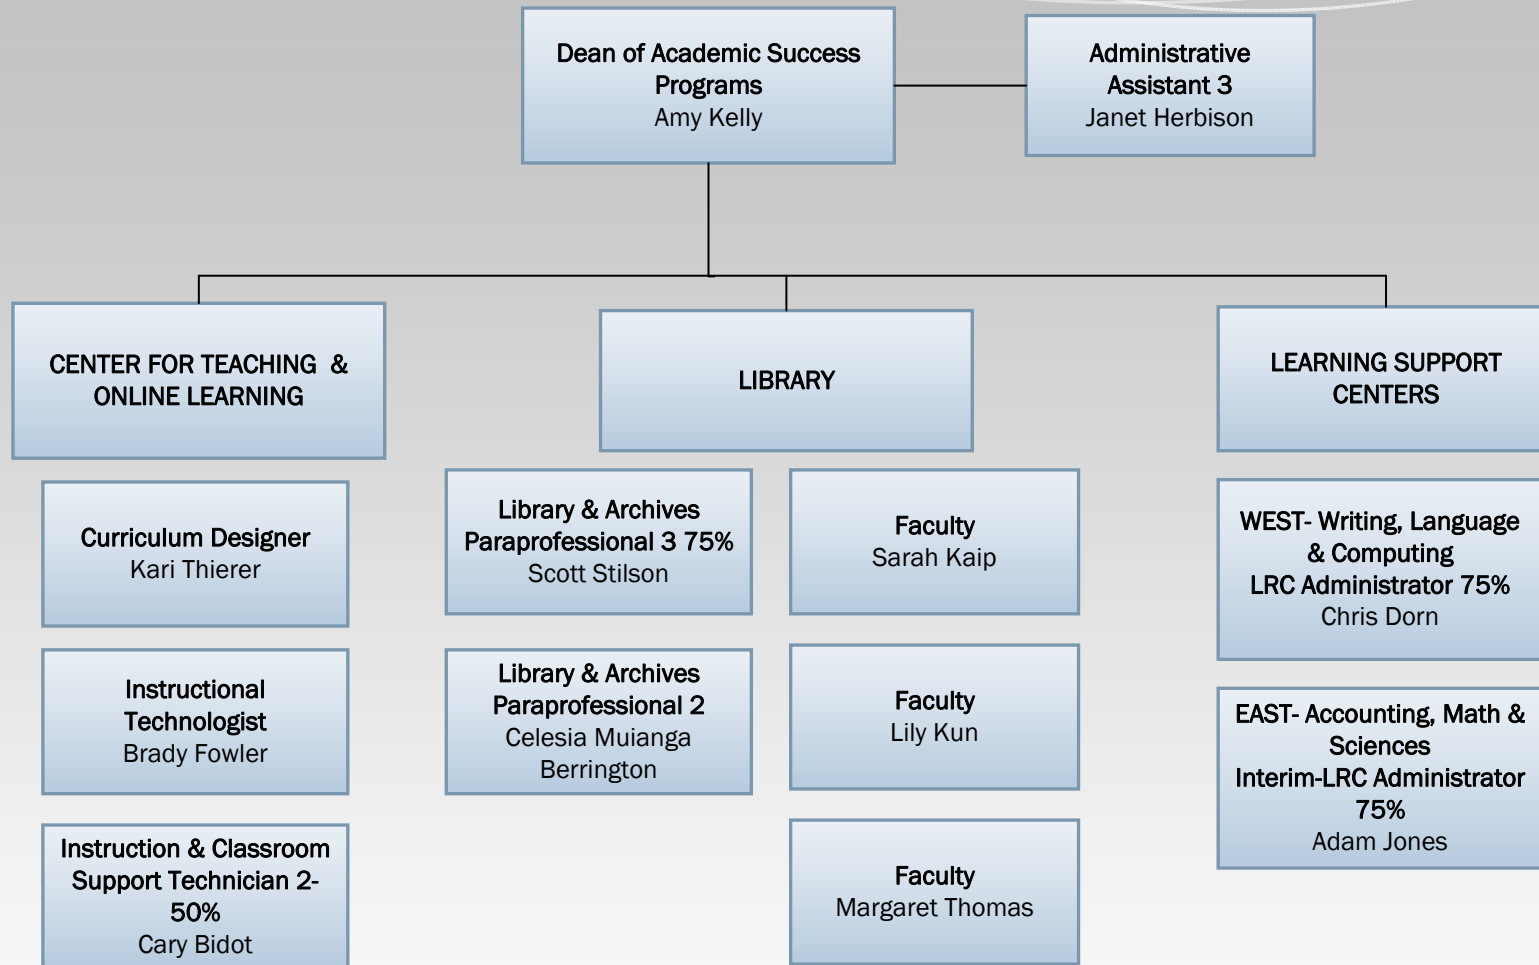 Dean of Academic Success
Programs
Amy Kelly
Administrative
Assistant 3
Janet Herbison
CENTER FOR TEACHING &
ONLINE LEARNING
Curriculum Designer
Kari Thierer
Instructional
Technologist
Brady Fowler
Instruction & Classroom
Support Technician 2-
50%
Cary Bidot
LIBRARY
Library & Archives
Paraprofessional 3 75%
Scott Stilson
Library & Archives
Paraprofessional 2
Celesia Muianga
Berrington
Faculty
Sarah Kaip
Faculty
Lily Kun
Faculty
Margaret Thomas
LEARNING SUPPORT
CENTERS
WEST- Writing, Language
& Computing
LRC Administrator 75%
Chris Dorn
EAST- Accounting, Math &
Sciences
Interim-LRC Administrator
75%
Adam Jones